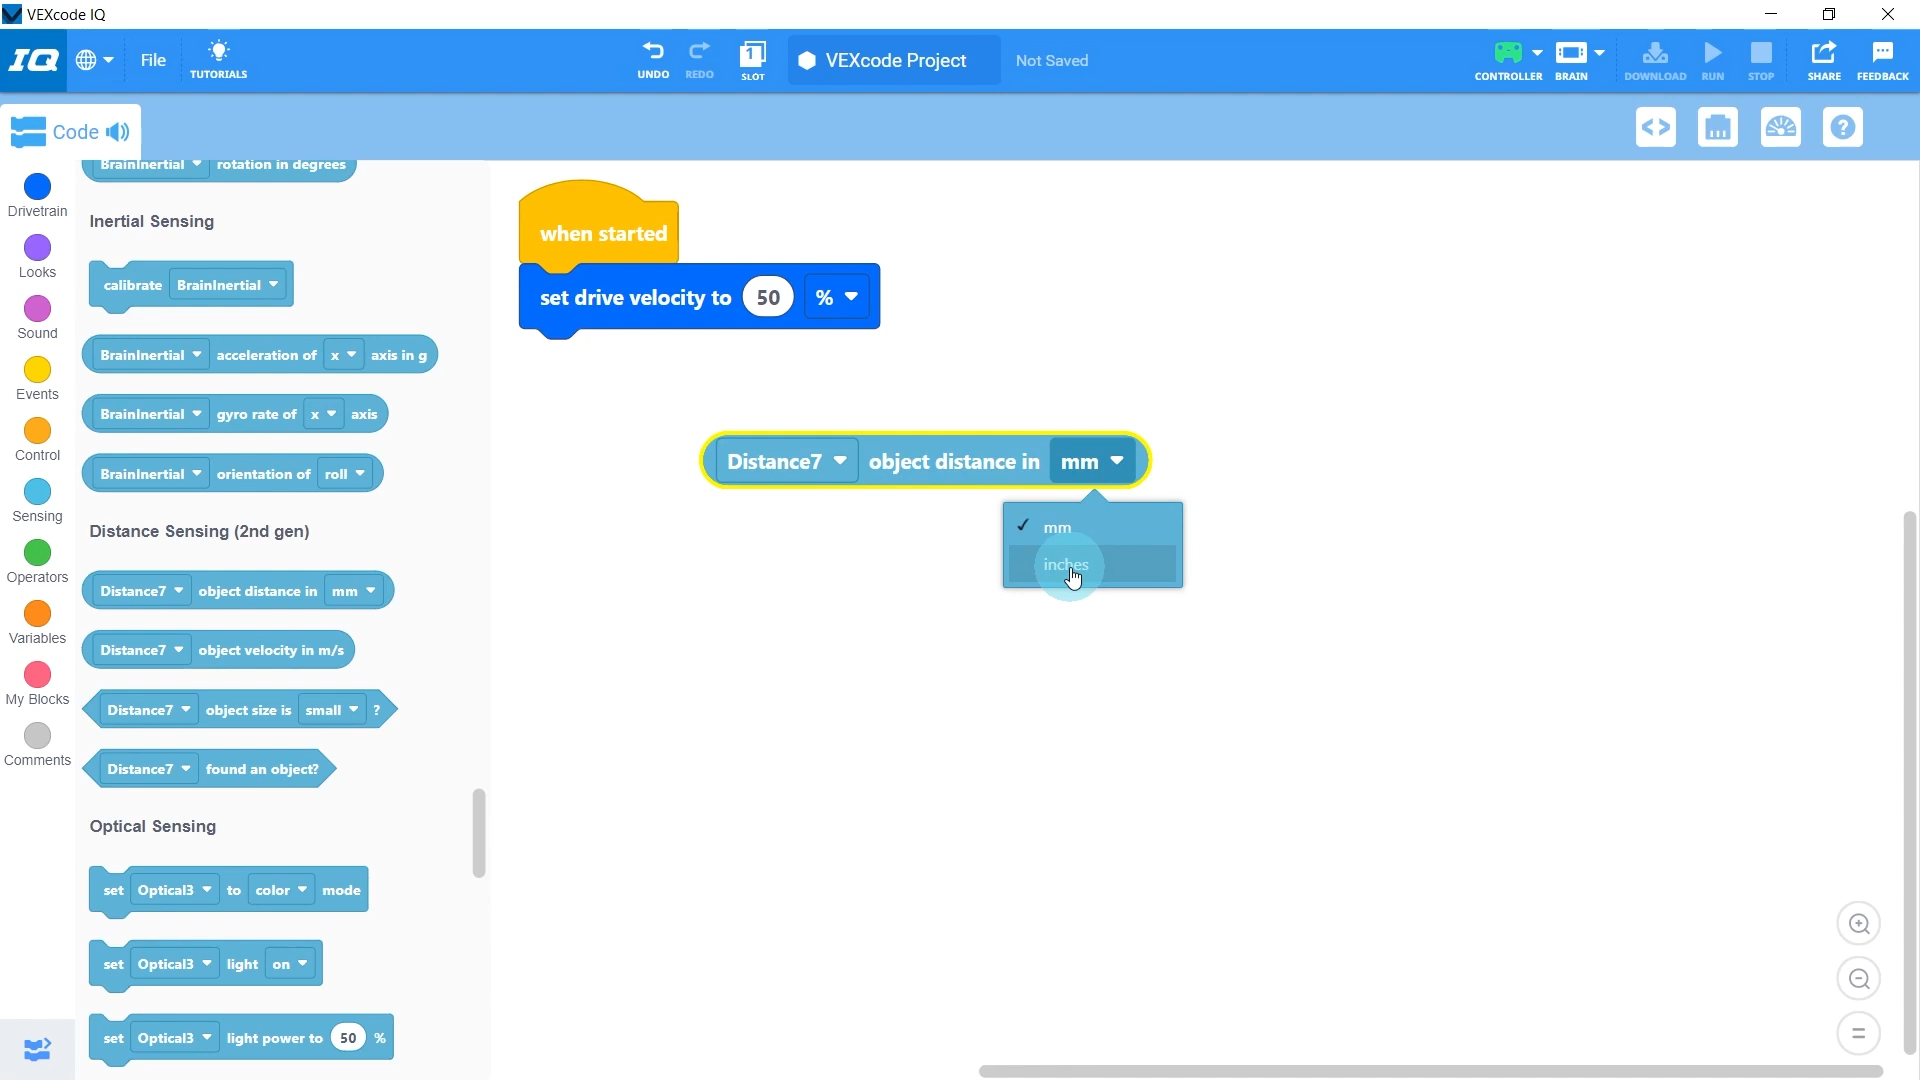 VEXcode IQ
IQ
File
TUTORIALS
UNDO
REDO
1
SLOT
VEXcode Project
Not Saved
CONTROLLER
BRAIN
DOWNLOAD
RUN
STOP
SHARE
FEEDBACK
Code
Drivetrain
Looks
Sound
Events
Control
Sensing
Operators
Variables
My Blocks
Comments
BrainInertial rotation in degrees
Inertial Sensing
calibrate BrainInertial
BrainInertial acceleration of x axis in g
BrainInertial gyro rate of x axis
BrainInertial orientation of roll
Distance Sensing (2nd gen)
Distance7 object distance in mm
Distance7 object velocity in m/s
Distance7 object size is small ?
Distance7 found an object?
Optical Sensing
set Optical3 to color mode
set Optical3 light on
set Optical3 light power to 50 %
when started
set drive velocity to 50 %
Distance7 object distance in mm
✓ mm
inches